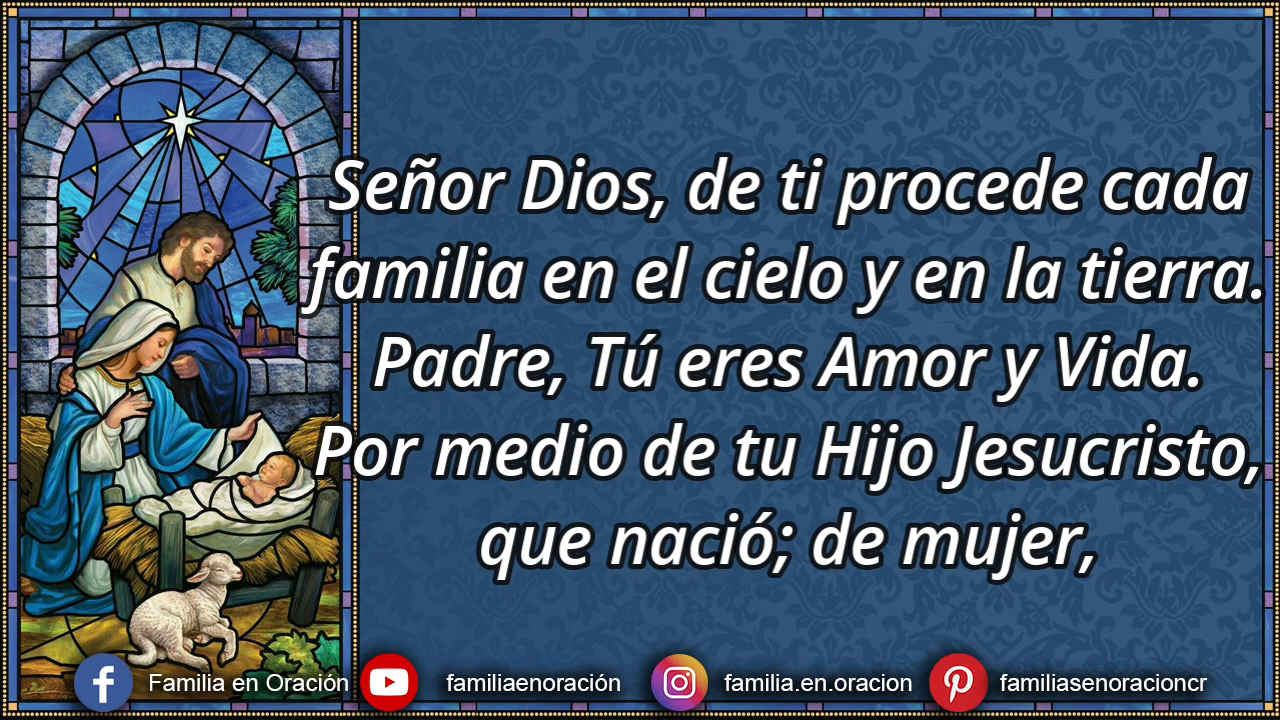 Señor Dios, de ti procede cada
familia en el cielo y en la tierra.
Padre, Tú eres Amor y Vida.
Por medio de tu Hijo Jesucristo,
que nació; de mujer,
Familia en Oración
familiaenoración
familia.en.oracion
familiasenoracioncr